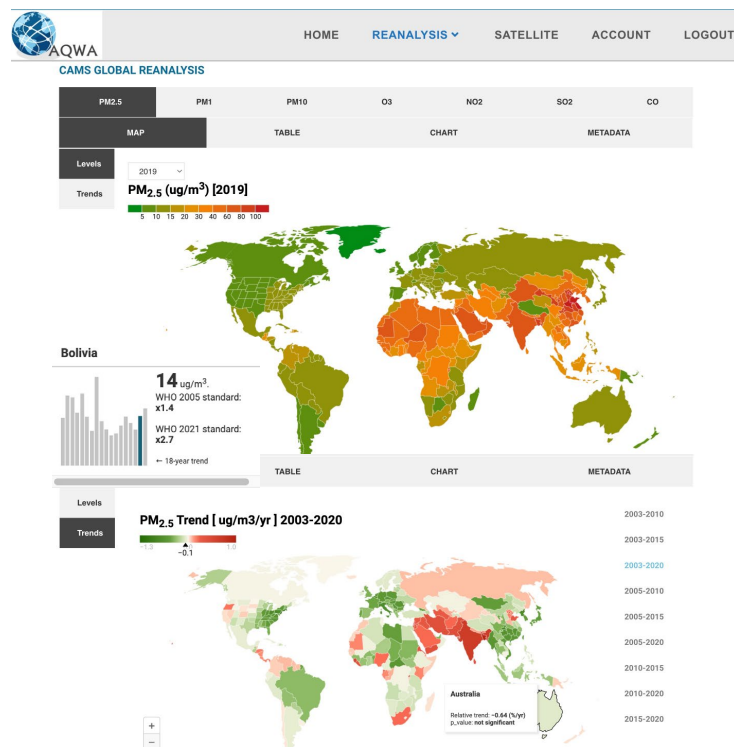 AQWA
HOME REANALYSIS SATELLITE ACCOUNT LOGOUT
CAMS GLOBAL REANALYSIS
PM2.5 PM1 PM10 O3 NO2 SO2 CO
MAP TABLE CHART METADATA
Levels
2019
Trends
PM2.5 (ug/m3) [2019]
5 10 15 20 30 40 60 80 100
Bolivia
14 ug/m3.
WHO 2005 standard:
x1.4
WHO 2021 standard:
x2.7
← 18-year trend
TABLE CHART METADATA
Levels
Trends
PM2.5 Trend [ ug/m3/yr ] 2003-2020
−1.3 1.0
−0.1
2003-2010
2003-2015
2003-2020
2005-2010
2005-2015
2005-2020
2010-2015
2010-2020
2015-2020
Australia
Relative trend: −0.64 (%/yr)
p_value: not significant
+
−